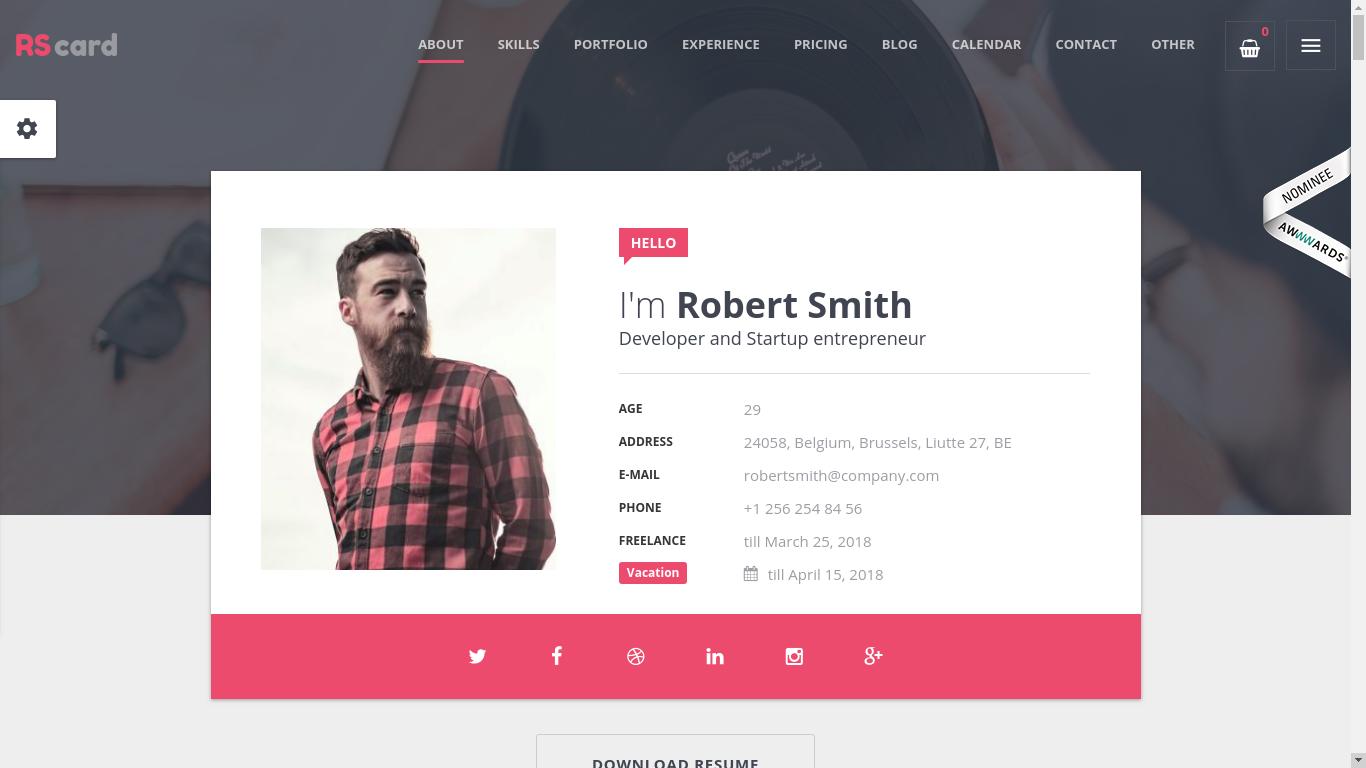 RS card
ABOUT SKILLS PORTFOLIO EXPERIENCE PRICING BLOG CALENDAR CONTACT OTHER 0
NOMINEE
AWWWARDS®
HELLO
I'm Robert Smith
Developer and Startup entrepreneur
AGE 29
ADDRESS 24058, Belgium, Brussels, Liutte 27, BE
E-MAIL robertsmith@company.com
PHONE +1 256 254 84 56
FREELANCE till March 25, 2018
Vacation till April 15, 2018
DOWNLOAD RESUME